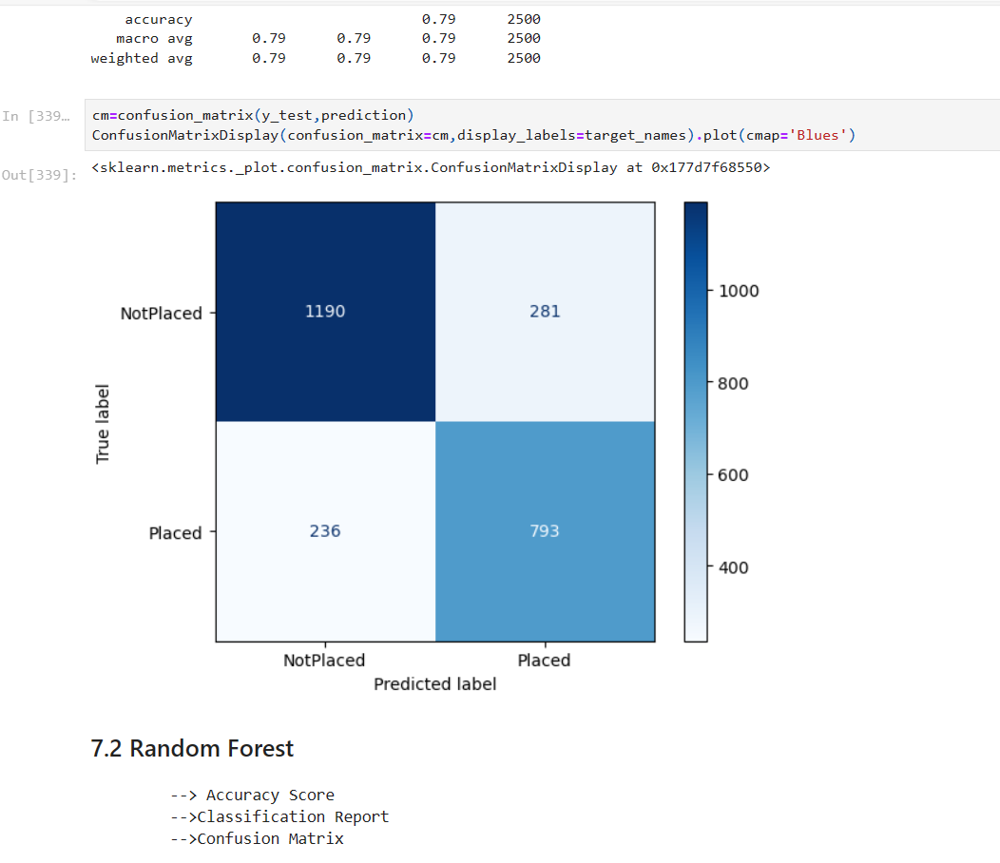 accuracy 0.79 2500
macro avg 0.79 0.79 0.79 2500
weighted avg 0.79 0.79 0.79 2500
In [339…
cm=confusion_matrix(y_test,prediction)
ConfusionMatrixDisplay(confusion_matrix=cm,display_labels=target_names).plot(cmap='Blues')
Out[339]:
<sklearn.metrics._plot.confusion_matrix.ConfusionMatrixDisplay at 0x177d7f68550>
NotPlaced 1190 281
1000
800
True label
600
Placed 236 793
400
NotPlaced Placed
Predicted label
7.2 Random Forest
--> Accuracy Score
-->Classification Report
-->Confusion Matrix